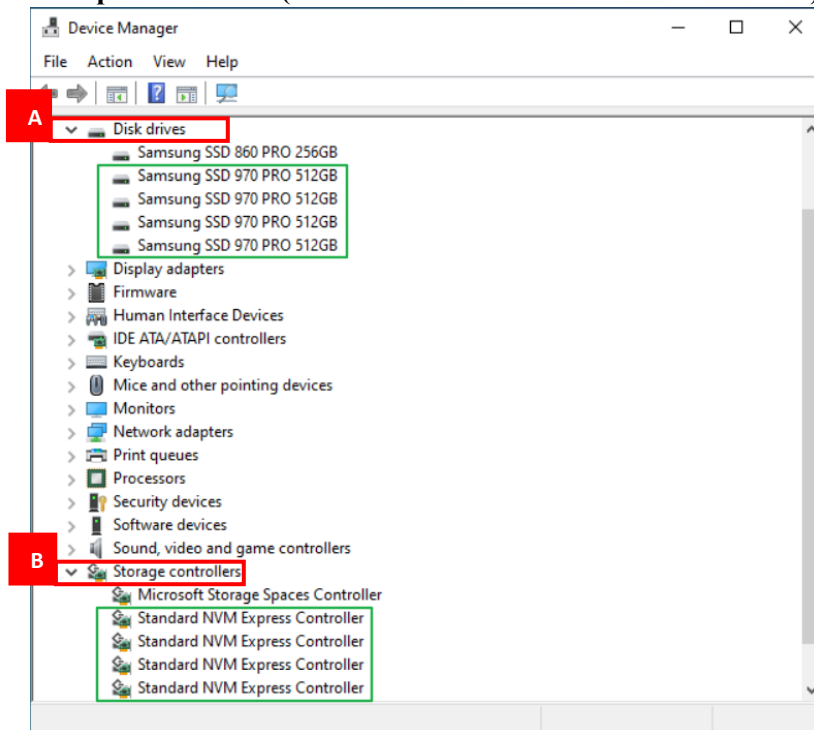 Device Manager
File Action View Help
A
Disk drives
Samsung SSD 860 PRO 256GB
Samsung SSD 970 PRO 512GB
Samsung SSD 970 PRO 512GB
Samsung SSD 970 PRO 512GB
Samsung SSD 970 PRO 512GB
Display adapters
Firmware
Human Interface Devices
IDE ATA/ATAPI controllers
Keyboards
Mice and other pointing devices
Monitors
Network adapters
Print queues
Processors
Security devices
Software devices
Sound, video and game controllers
B
Storage controllers
Microsoft Storage Spaces Controller
Standard NVM Express Controller
Standard NVM Express Controller
Standard NVM Express Controller
Standard NVM Express Controller